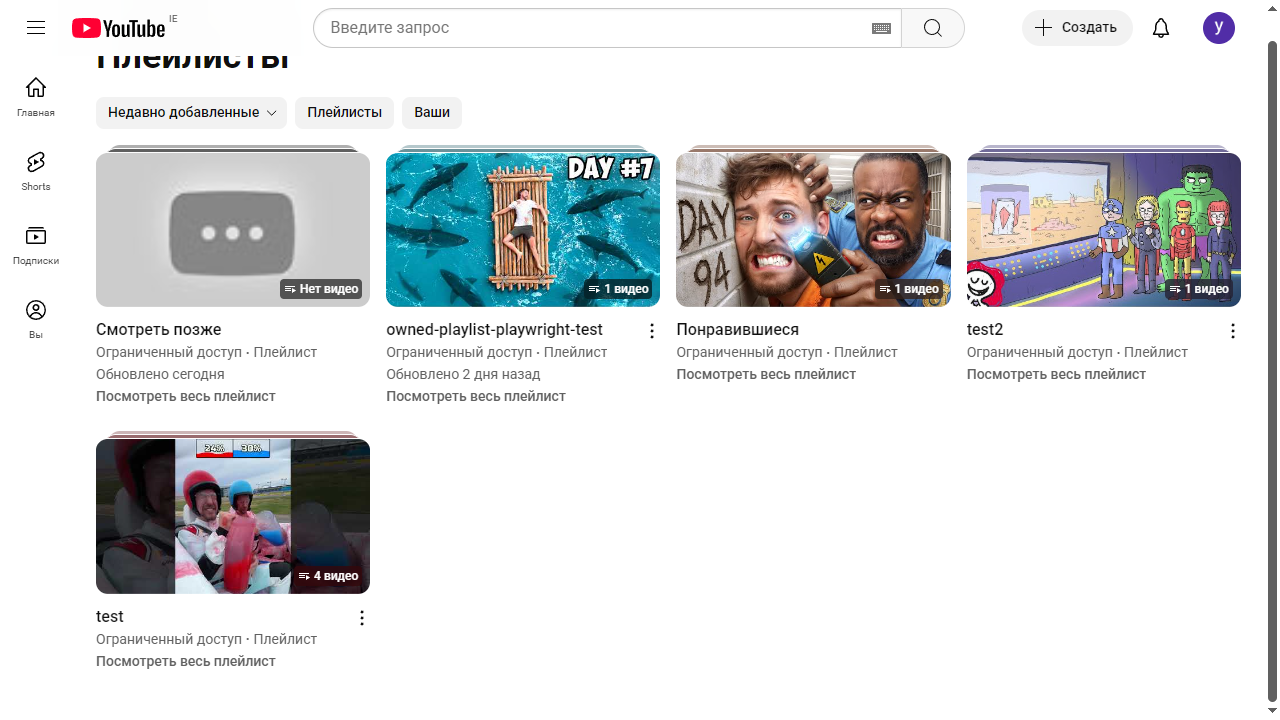 YouTube IE
Введите запрос
Создать
y
Плейлисты
Главная
Shorts
Подписки
Вы
Недавно добавленные
Плейлисты
Ваши
Нет видео
Смотреть позже
Ограниченный доступ • Плейлист
Обновлено сегодня
Посмотреть весь плейлист
DAY #7
1 видео
owned-playlist-playwright-test
Ограниченный доступ • Плейлист
Обновлено 2 дня назад
Посмотреть весь плейлист
DAY
94
1 видео
Понравившиеся
Ограниченный доступ • Плейлист
Посмотреть весь плейлист
1 видео
test2
Ограниченный доступ • Плейлист
Посмотреть весь плейлист
24% 30%
4 видео
test
Ограниченный доступ • Плейлист
Посмотреть весь плейлист